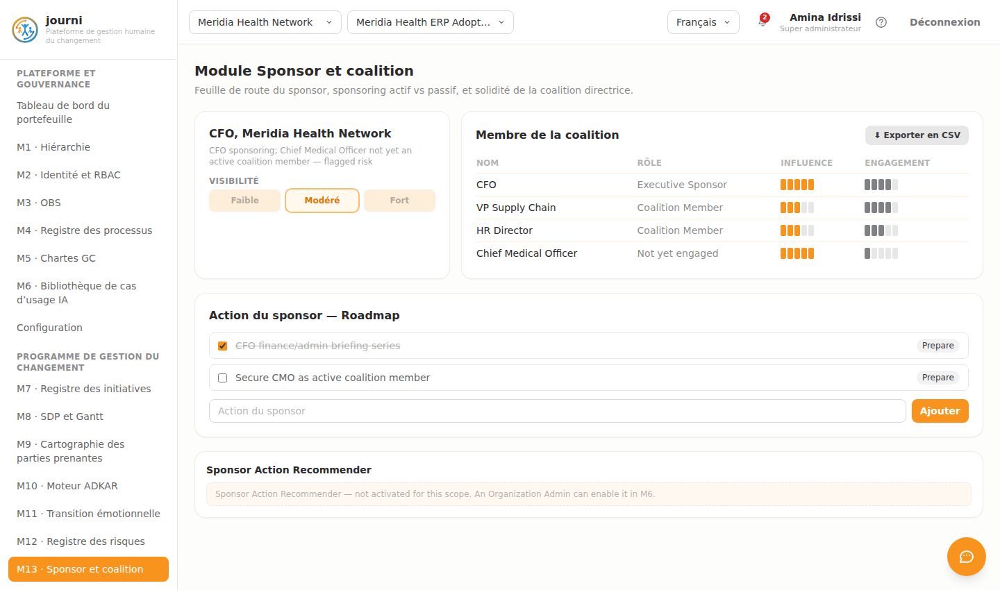 journi
Plateforme de gestion humaine
du changement
Meridia Health Network
Meridia Health ERP Adopt...
Français
2
Amina Idrissi
Super administrateur
Déconnexion
PLATEFORME ET
GOUVERNANCE
Tableau de bord du
portefeuille
M1 · Hiérarchie
M2 · Identité et RBAC
M3 · OBS
M4 · Registre des processus
M5 · Chartes GC
M6 · Bibliothèque de cas
d’usage IA
Configuration
PROGRAMME DE GESTION DU
CHANGEMENT
M7 · Registre des initiatives
M8 · SDP et Gantt
M9 · Cartographie des
parties prenantes
M10 · Moteur ADKAR
M11 · Transition émotionnelle
M12 · Registre des risques
M13 · Sponsor et coalition
Module Sponsor et coalition
Feuille de route du sponsor, sponsoring actif vs passif, et solidité de la coalition directrice.
CFO, Meridia Health Network
CFO sponsoring; Chief Medical Officer not yet an
active coalition member — flagged risk
VISIBILITÉ
Faible
Modéré
Fort
Membre de la coalition
⬇ Exporter en CSV
NOM RÔLE INFLUENCE ENGAGEMENT
CFO Executive Sponsor
VP Supply Chain Coalition Member
HR Director Coalition Member
Chief Medical Officer Not yet engaged
Action du sponsor — Roadmap
CFO finance/admin briefing series Prepare
Secure CMO as active coalition member Prepare
Action du sponsor Ajouter
Sponsor Action Recommender
Sponsor Action Recommender — not activated for this scope. An Organization Admin can enable it in M6.